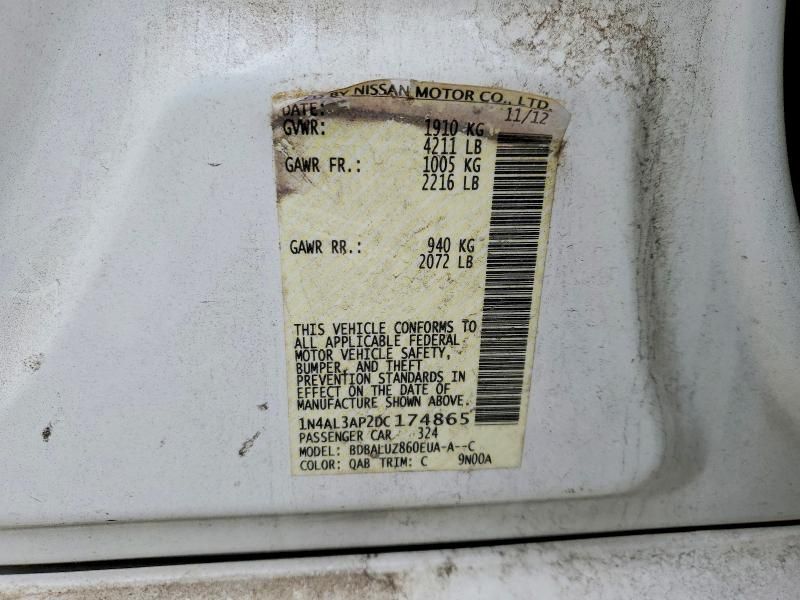 BY NISSAN MOTOR CO., LTD.
DATE: 11/12
GVWR: 1910 KG
4211 LB
GAWR FR.: 1005 KG
2216 LB
GAWR RR.: 940 KG
2072 LB
THIS VEHICLE CONFORMS TO
ALL APPLICABLE FEDERAL
MOTOR VEHICLE SAFETY,
BUMPER, AND THEFT
PREVENTION STANDARDS IN
EFFECT ON THE DATE OF
MANUFACTURE SHOWN ABOVE.
1N4AL3AP2DC174865
PASSENGER CAR 324
MODEL: BDBALUZ860EUA-A--C
COLOR: QAB TRIM: C 9N00A